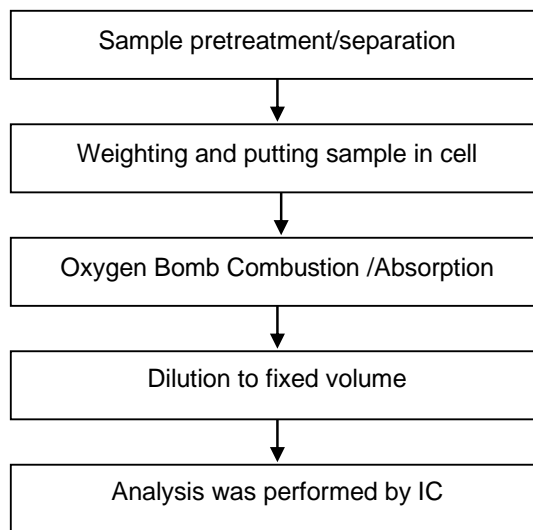 Sample pretreatment/separation
Weighting and putting sample in cell
Oxygen Bomb Combustion /Absorption
Dilution to fixed volume
Analysis was performed by IC